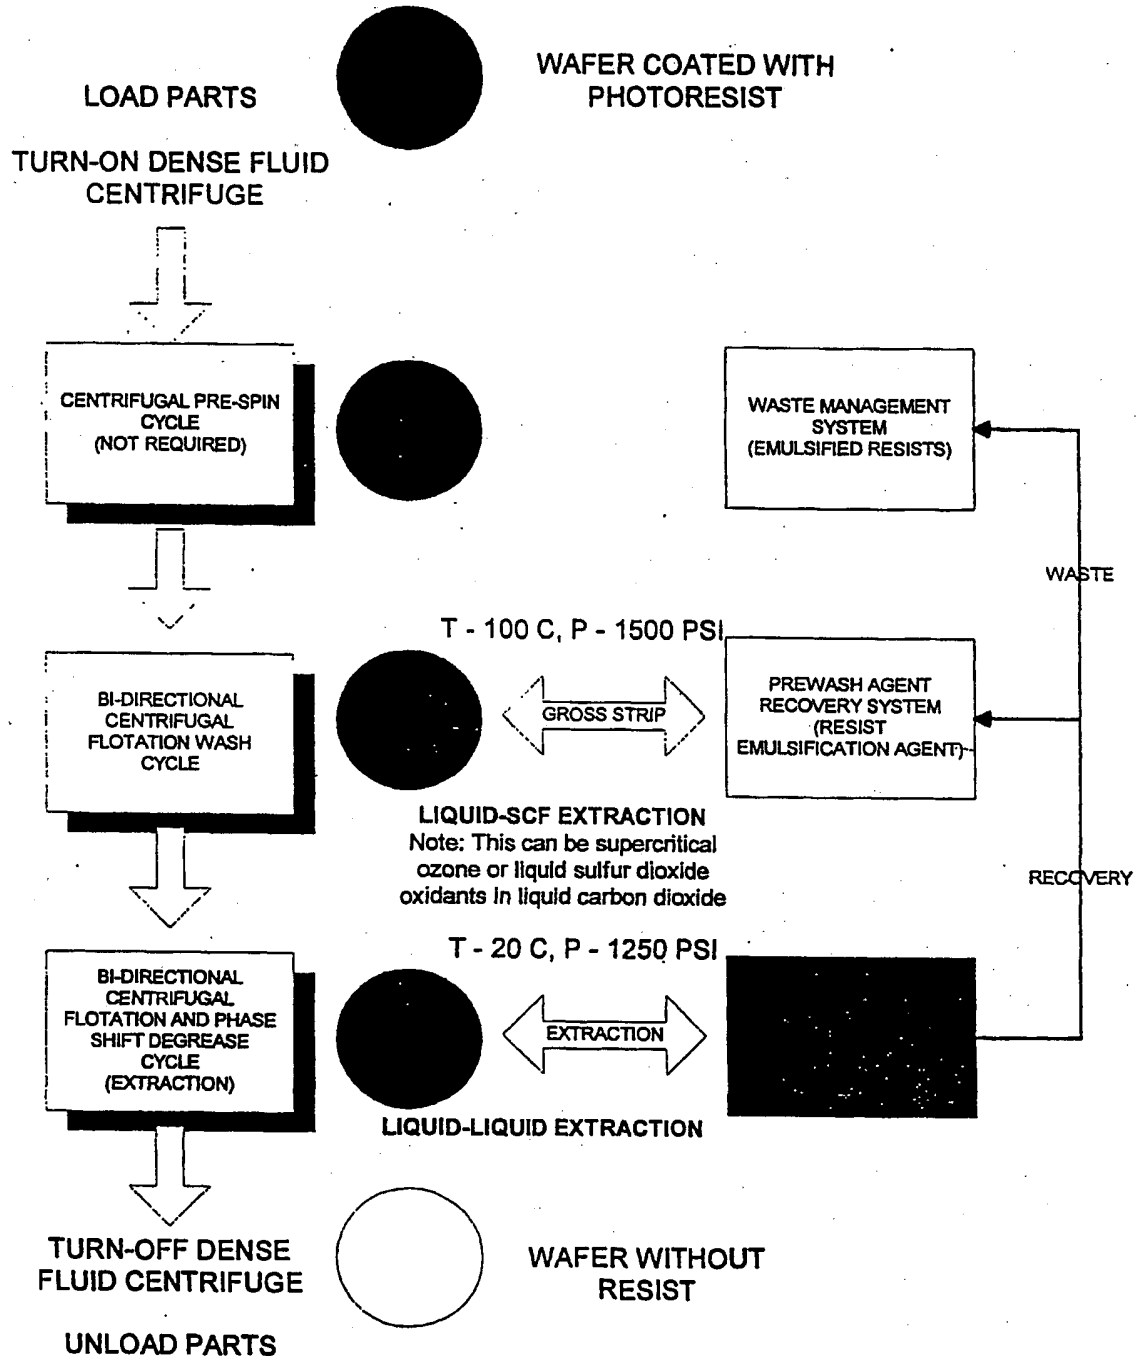 WAFER COATED WITH
PHOTORESIST
LOAD PARTS
TURN-ON DENSE FLUID
CENTRIFUGE
CENTRIFUGAL PRE-SPIN
CYCLE
(NOT REQUIRED)
WASTE MANAGEMENT
SYSTEM
(EMULSIFIED RESISTS)
WASTE
T - 100 C, P - 1500 PSI
BI-DIRECTIONAL
CENTRIFUGAL
FLOTATION WASH
CYCLE
GROSS STRIP
PREWASH AGENT
RECOVERY SYSTEM
(RESIST
EMULSIFICATION AGENT)
LIQUID-SCF EXTRACTION
Note: This can be supercritical
ozone or liquid sulfur dioxide
oxidants in liquid carbon dioxide
RECOVERY
T - 20 C, P - 1250 PSI
BI-DIRECTIONAL
CENTRIFUGAL
FLOTATION AND PHASE
SHIFT DEGREASE
CYCLE
(EXTRACTION)
EXTRACTION
LIQUID-LIQUID EXTRACTION
TURN-OFF DENSE
FLUID CENTRIFUGE
WAFER WITHOUT
RESIST
UNLOAD PARTS